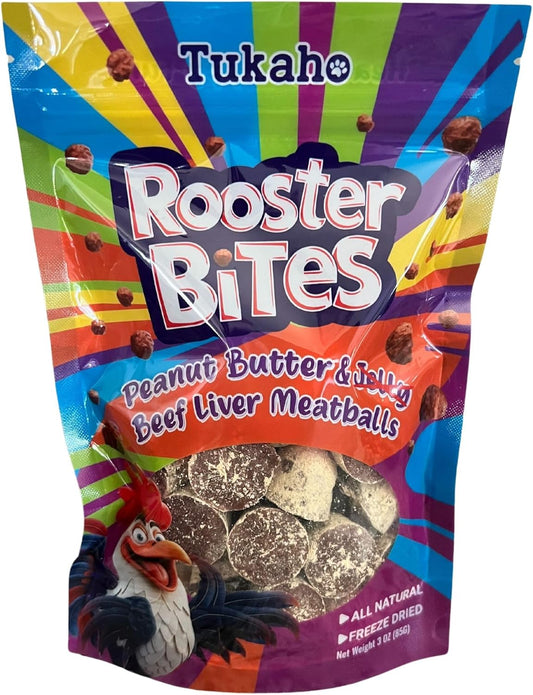 Tukaho
Rooster
BiTes
Peanut Butter & Jelly
Beef Liver Meatballs
▶ALL NATURAL
▶FREEZE DRIED
Net Weight 3 OZ (85G)